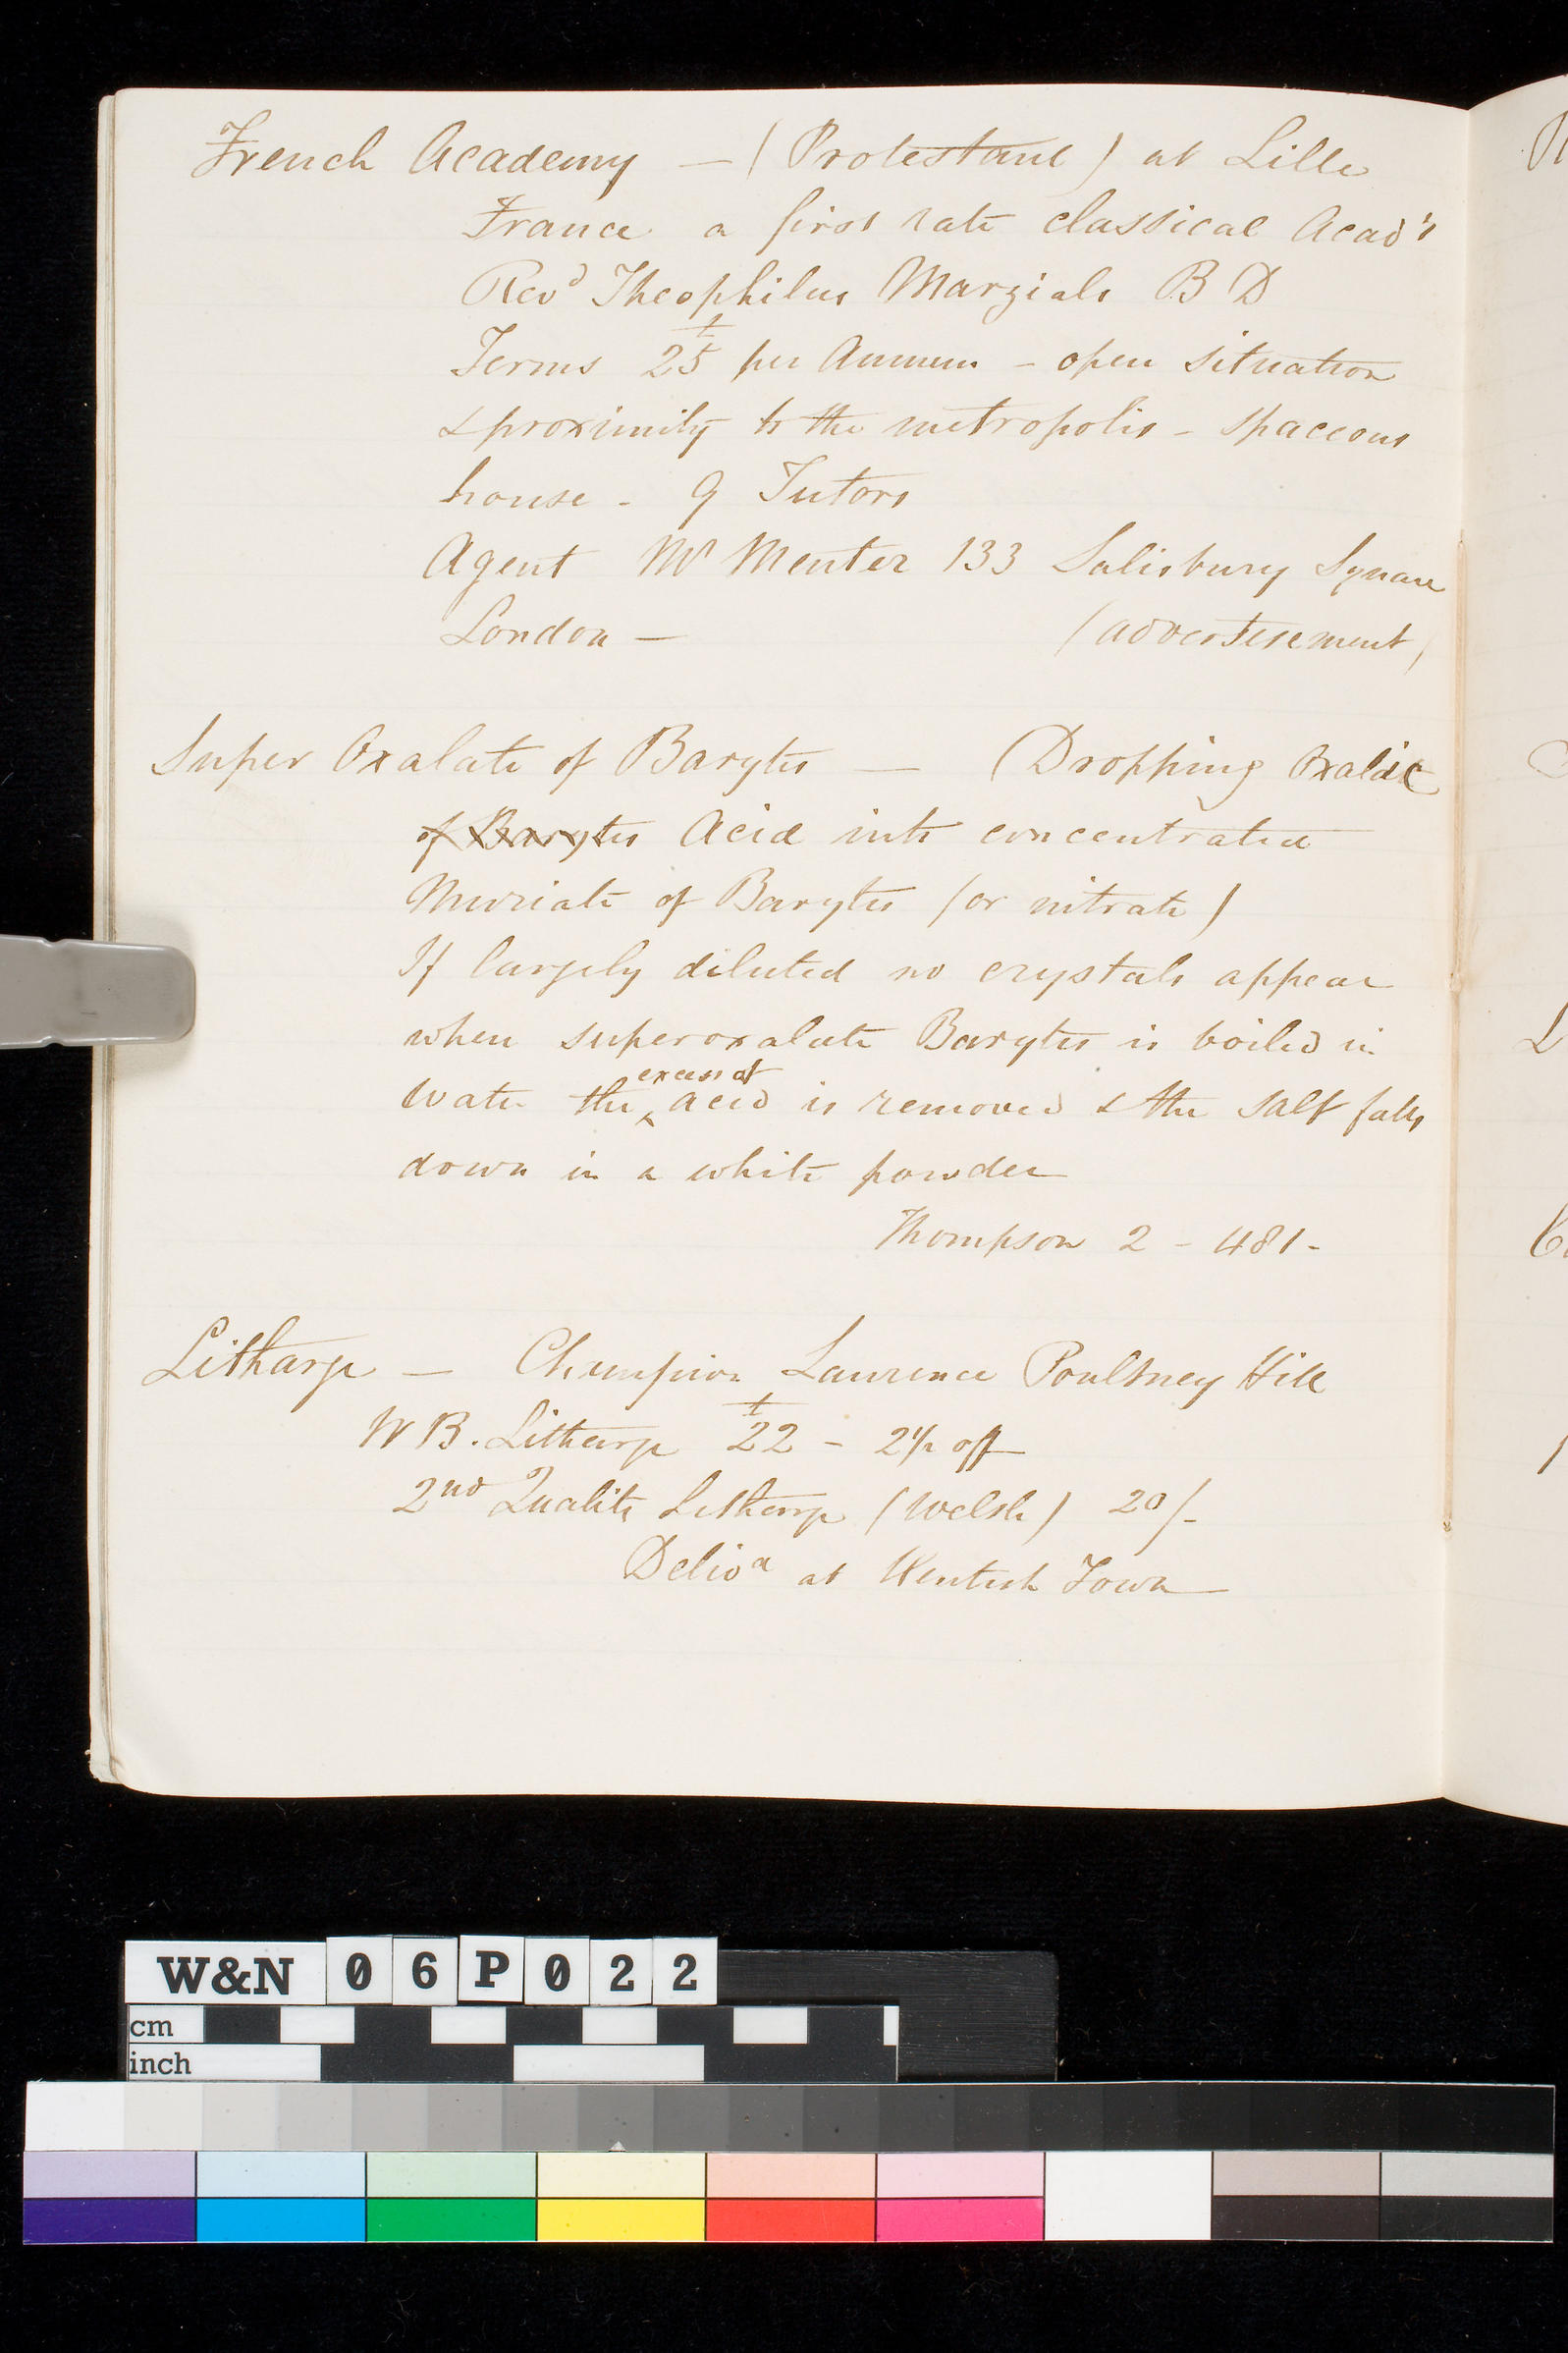 French Academy — (Protestant) at Lille
France a first rate classical Acad'y
Revd Theophilus Marzials B D
Terms £25 per Annum - open situation
& proximity to the metropolis - spaceous
house - 9 Tutors
Agent Mr Menter 133 Salisbury Square
London — (advertisement)
Super Oxalate of Barytes — (Dropping Oxalic
of Barytes Acid into concentrated
Muriate of Barytes (or nitrate)
If largely diluted no crystals appear
when superoxalate Barytes is boiled in
excess of
water the ‸ acid is removed & the salt falls
down in a white powder
Thompson 2 - 481 -
Litharge — Champion Laurence Poultney Hill
W B. Litharge £22 - 2½ off
2nd Quality Litharge (Welsh) 20/-
Delivd at Kentish Town
W&N 06P022
cm
inch